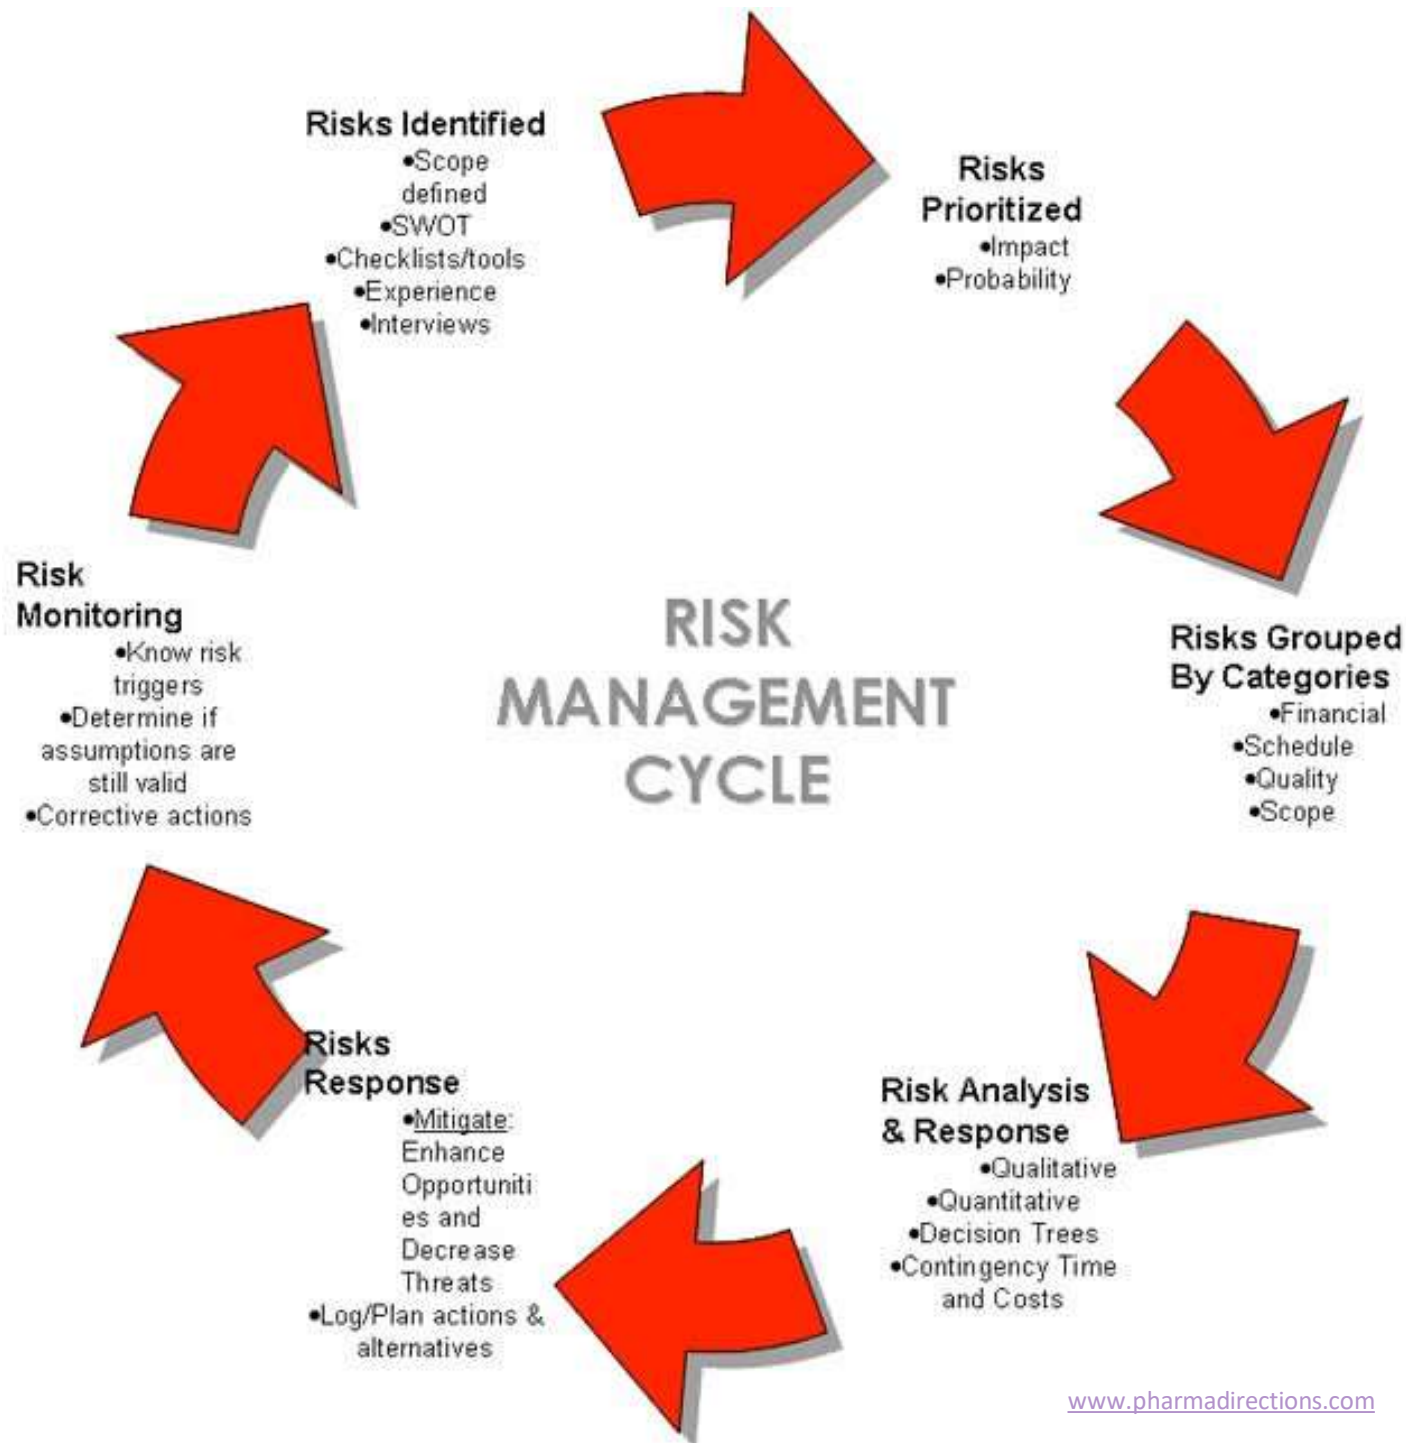 Risks Identified
•Scope
defined
•SWOT
•Checklists/tools
•Experience
•Interviews
Risks
Prioritized
•Impact
•Probability
Risks Grouped
By Categories
•Financial
•Schedule
•Quality
•Scope
Risk Analysis
& Response
•Qualitative
•Quantitative
•Decision Trees
•Contingency Time
and Costs
Risks
Response
•Mitigate:
Enhance
Opportuniti
es and
Decrease
Threats
•Log/Plan actions &
alternatives
Risk
Monitoring
•Know risk
triggers
•Determine if
assumptions are
still valid
•Corrective actions
RISK
MANAGEMENT
CYCLE
www.pharmadirections.com